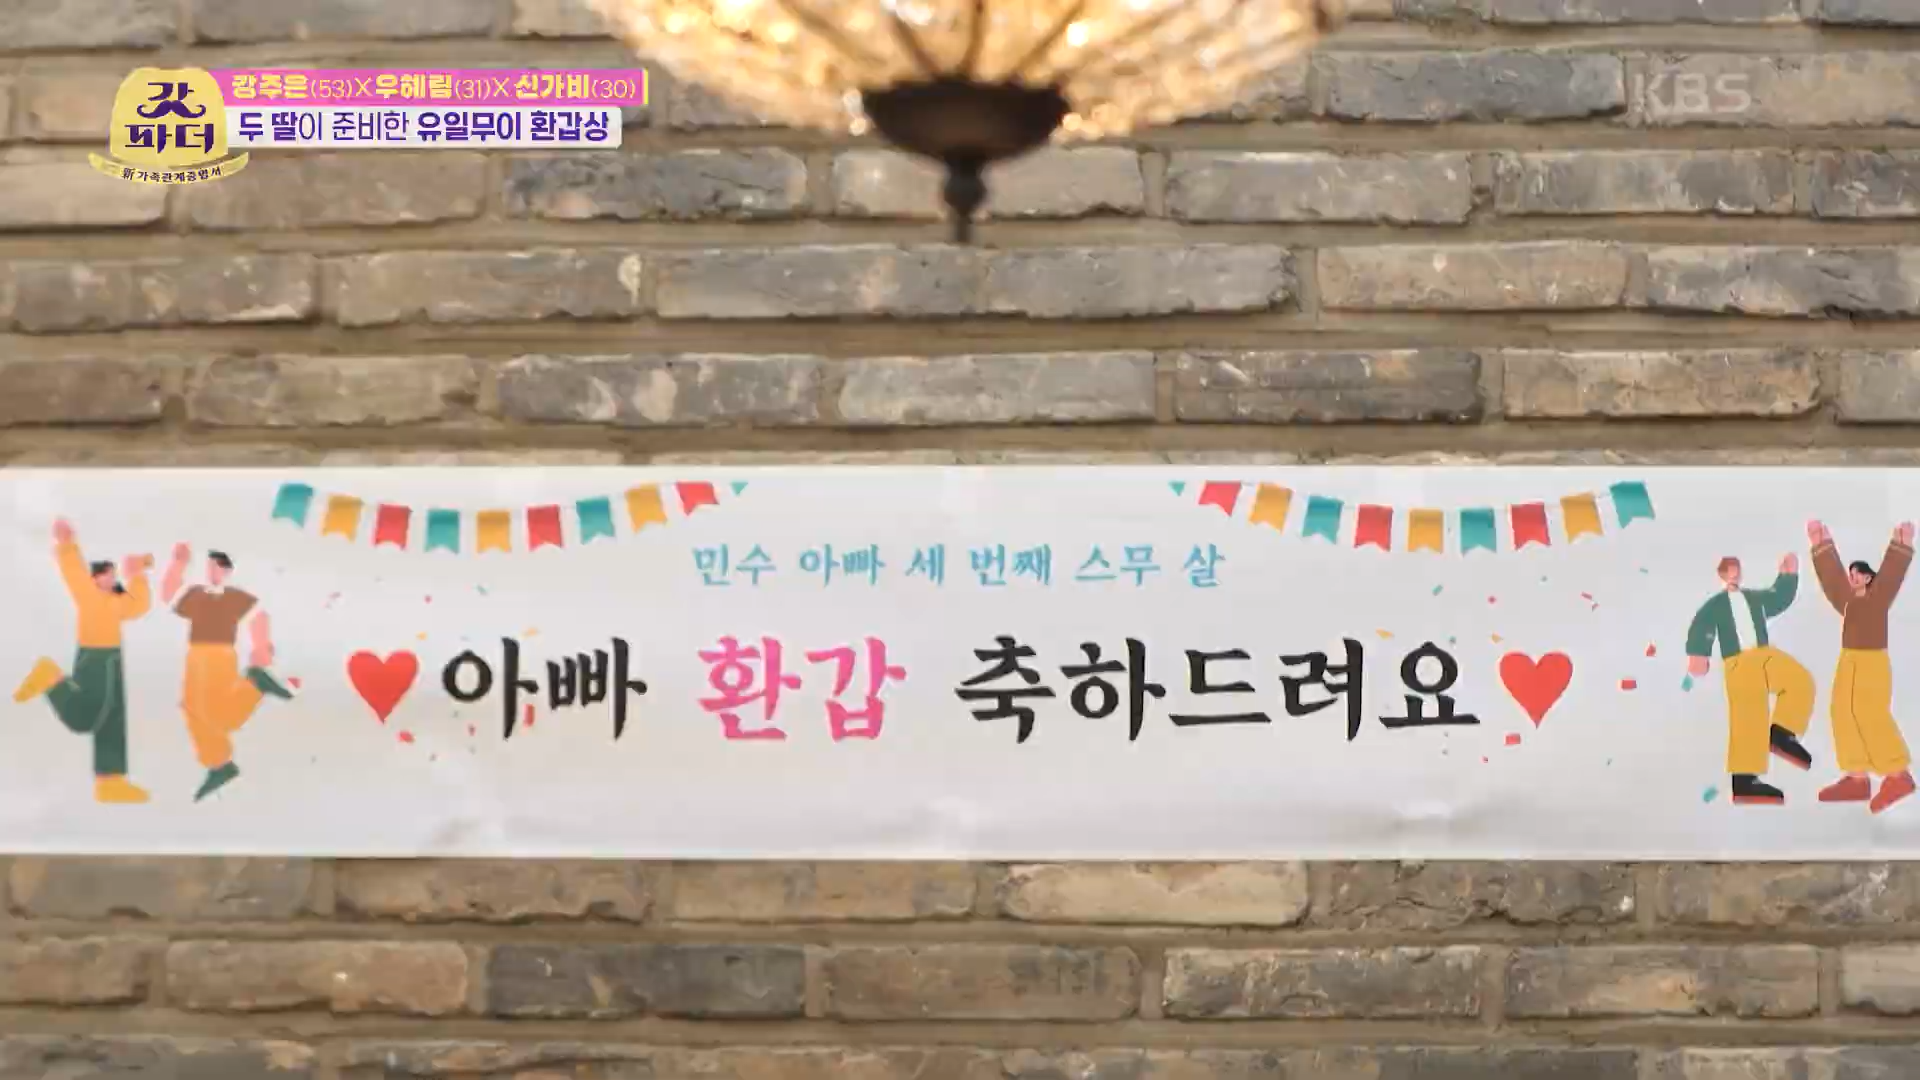 갓
파더
新 가족관계증명서
강주은(53)X우혜림(31)X신가비(30)
두 딸이 준비한 유일무이 환갑상
KBS
민수 아빠 세 번째 스무 살
♥아빠 환갑 축하드려요♥